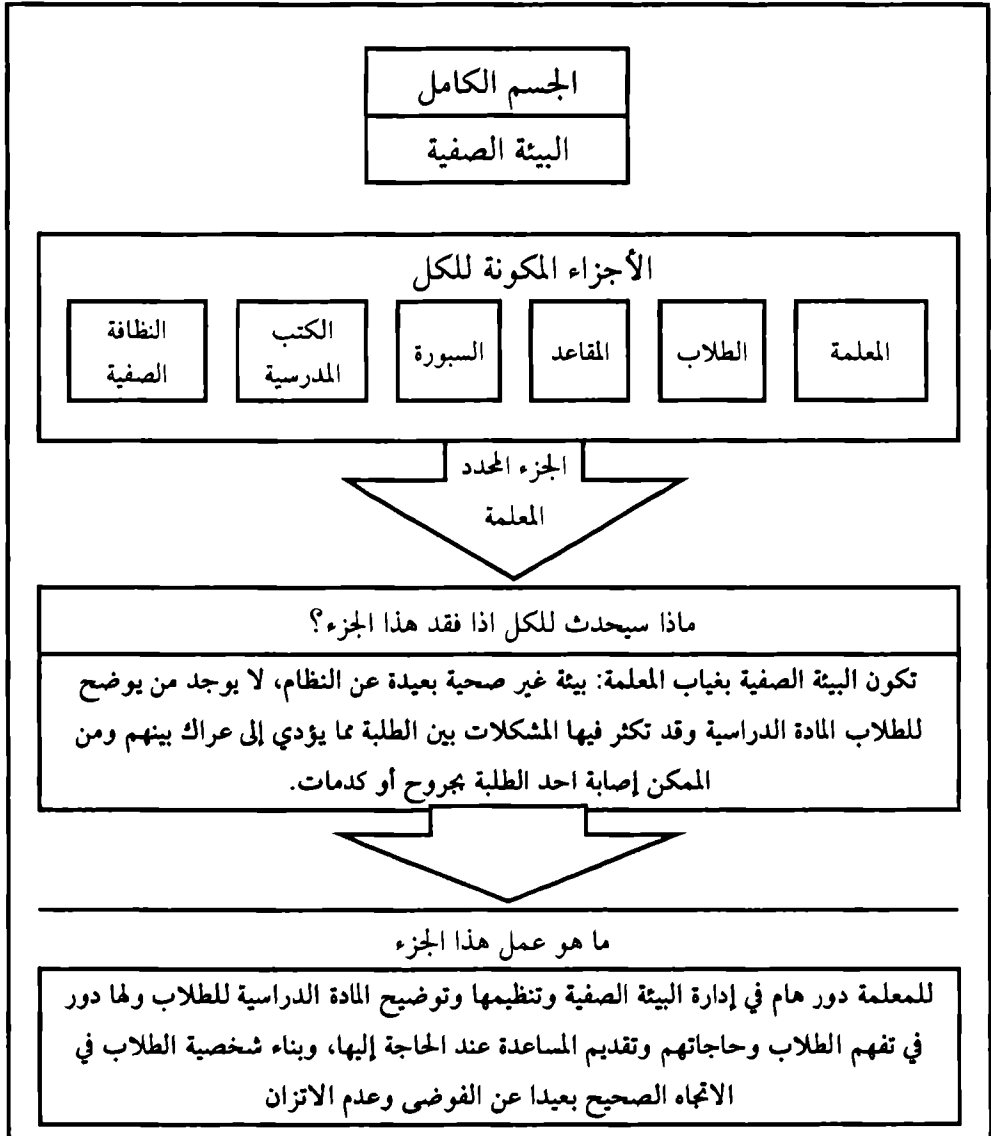 الجسم الكامل
البيئة الصفية
الأجزاء المكونة للكل
المعلمة
الطلاب
المقاعد
السبورة
الكتب
المدرسية
النظافة
الصفية
الجزء المحدد
المعلمة
ماذا سيحدث للكل اذا فقد هذا الجزء؟
تكون البيئة الصفية بغياب المعلمة: بيئة غير صحية بعيدة عن النظام، لا يوجد من يوضح
للطلاب المادة الدراسية وقد تكثر فيها المشكلات بين الطلبة مما يؤدي إلى عراك بينهم ومن
الممكن إصابة احد الطلبة بجروح أو كدمات.
ما هو عمل هذا الجزء
للمعلمة دور هام في إدارة البيئة الصفية وتنظيمها وتوضيح المادة الدراسية للطلاب ولها دور
في تفهم الطلاب وحاجاتهم وتقديم المساعدة عند الحاجة إليها، وبناء شخصية الطلاب في
الاتجاه الصحيح بعيدا عن الفوضى وعدم الاتزان